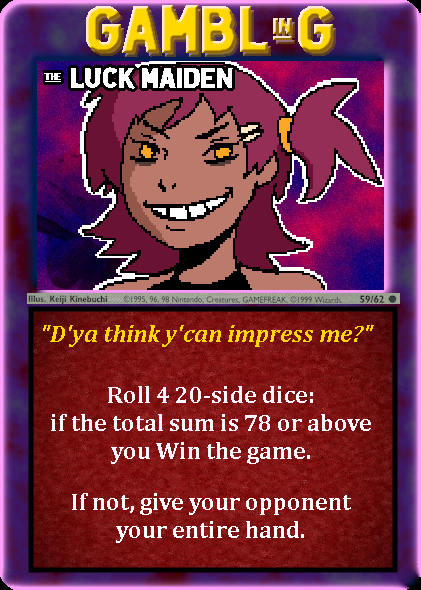 GAMBL IN G
THE LUCK MAIDEN
Illus. Keiji Kinebuchi ©1995, 96, 98 Nintendo, Creatures, GAMEFREAK. ©1999 Wizards. 59/62 ●
"D'ya think y'can impress me?"
Roll 4 20-side dice:
if the total sum is 78 or above
you Win the game.
If not, give your opponent
your entire hand.